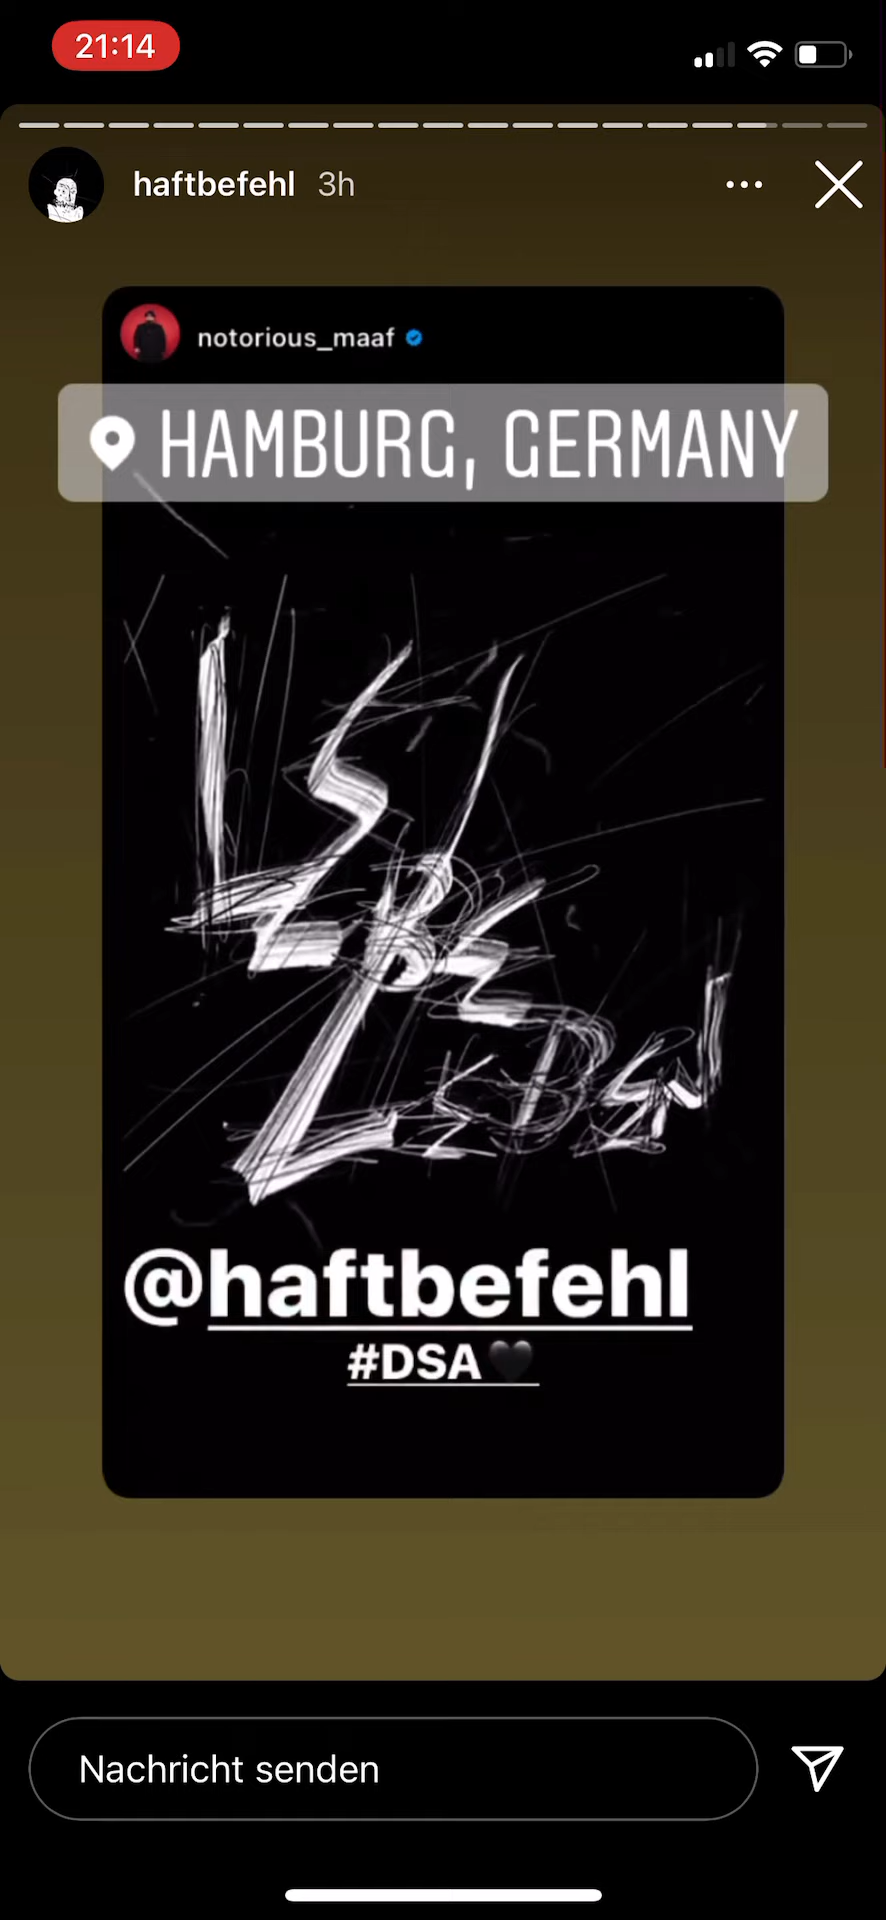 21:14
haftbefehl 3h
notorious_maaf
HAMBURG, GERMANY
@haftbefehl
#DSA🖤
Nachricht senden